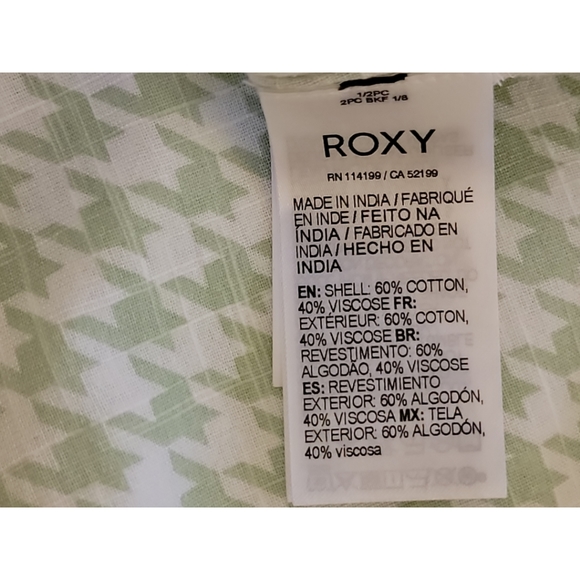 1/2PC
2PC BKF 1/8
ROXY
RN 114199 / CA 52199
MADE IN INDIA / FABRIQUÉ
EN INDE / FEITO NA
ÍNDIA / FABRICADO EN
INDIA / HECHO EN
INDIA
EN: SHELL: 60% COTTON,
40% VISCOSE FR:
EXTÉRIEUR: 60% COTON,
40% VISCOSE BR:
REVESTIMENTO: 60%
ALGODÃO, 40% VISCOSE
ES: REVESTIMIENTO
EXTERIOR: 60% ALGODÓN,
40% VISCOSA MX: TELA
EXTERIOR: 60% ALGODÓN,
40% viscosa